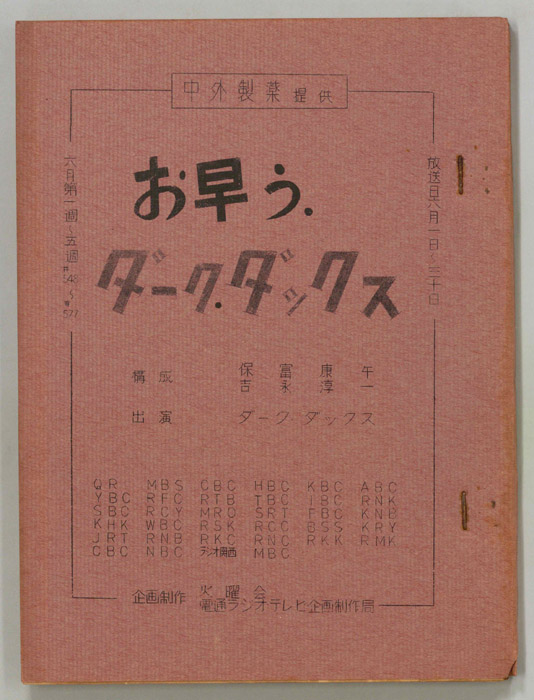 中外製薬提供
放送日六月一日〜三十日
お早う.
ダーク.ダックス
六月第一週〜五週
#548〜#577
構成 保富康午
吉永淳一
出演 ダーク・ダックス
QR MBS CBC HBC KBC ABC
YBC RFC RTB TBC IBC RNK
SBC RCY MRO SRT FBC KNB
KHK WBC RSK RCC BSS KRY
JRT RNB RKC RNC RKK RMK
CBC NBC ラジオ関西 MBC
企画制作 火曜会
電通ラジオテレビ企画制作局